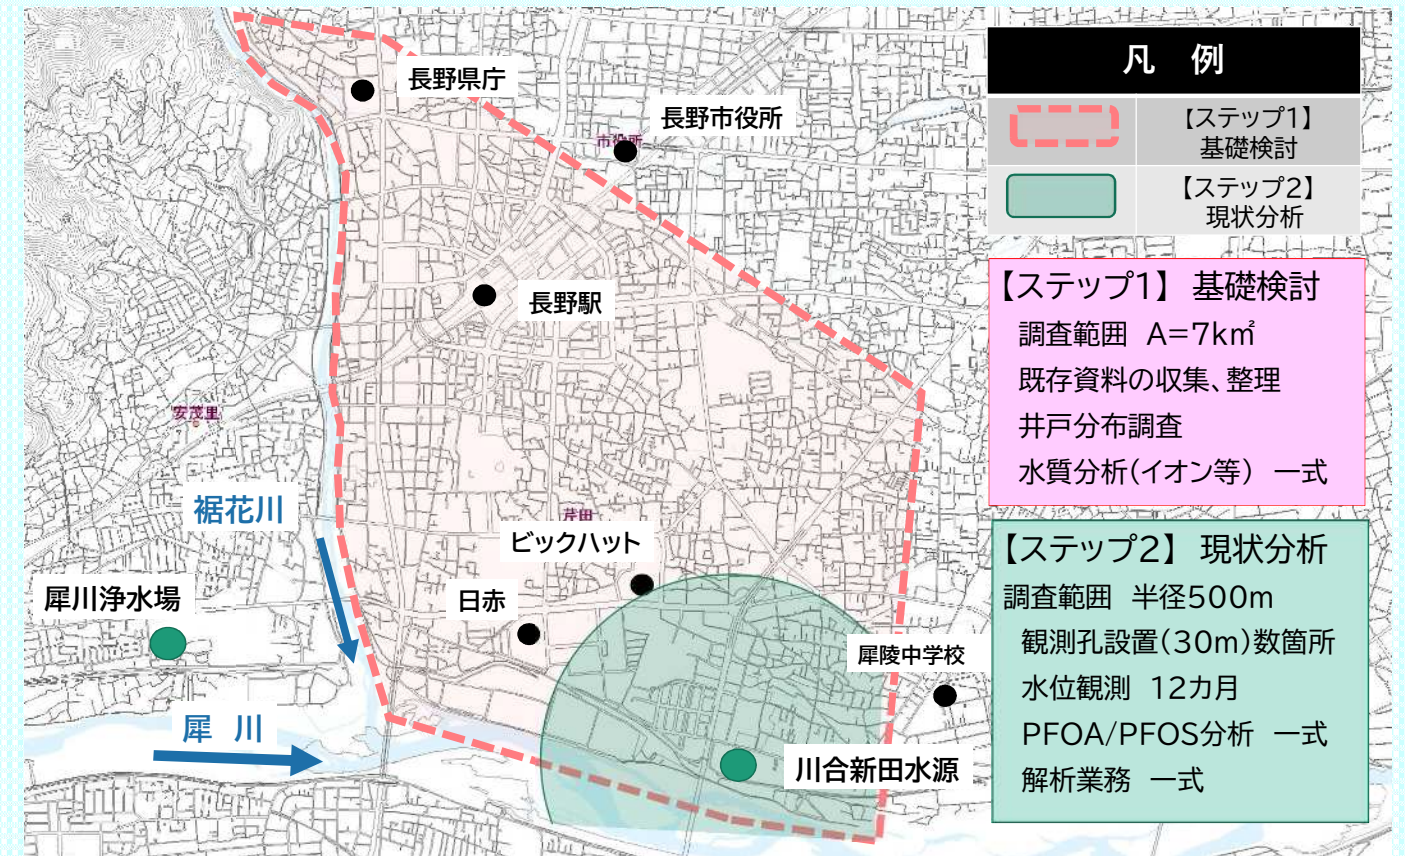 長野県庁
長野市役所
市役所
長野駅
安茂里
裾花川
芹田
ビックハット
犀川浄水場
日赤
犀陵中学校
犀 川
川合新田水源
凡 例
【ステップ1】
基礎検討
【ステップ2】
現状分析
【ステップ1】 基礎検討
調査範囲 A=7k㎡
既存資料の収集、整理
井戸分布調査
水質分析(イオン等) 一式
【ステップ2】 現状分析
調査範囲 半径500m
観測孔設置(30m)数箇所
水位観測 12カ月
PFOA/PFOS分析 一式
解析業務 一式